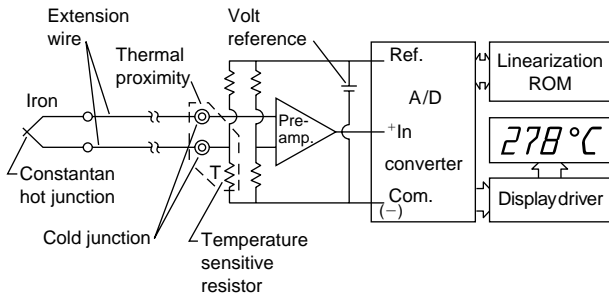 Extension
wire
Volt
reference
Thermal
proximity
Iron
Ref.
A/D
Linearization
ROM
Pre-
amp.
+In
278°C
converter
Constantan
hot junction
T
Com.
(−)
Display driver
Cold junction
Temperature
sensitive
resistor